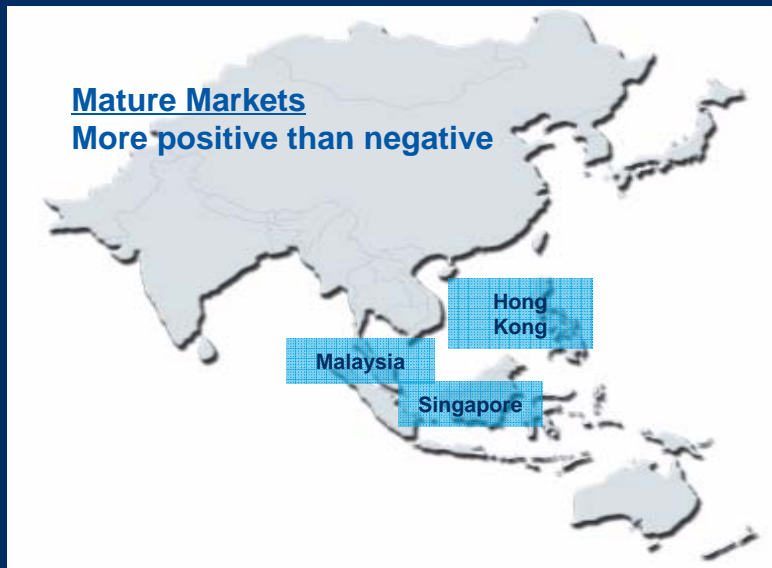 Mature Markets
More positive than negative
Hong
Kong
Malaysia
Singapore